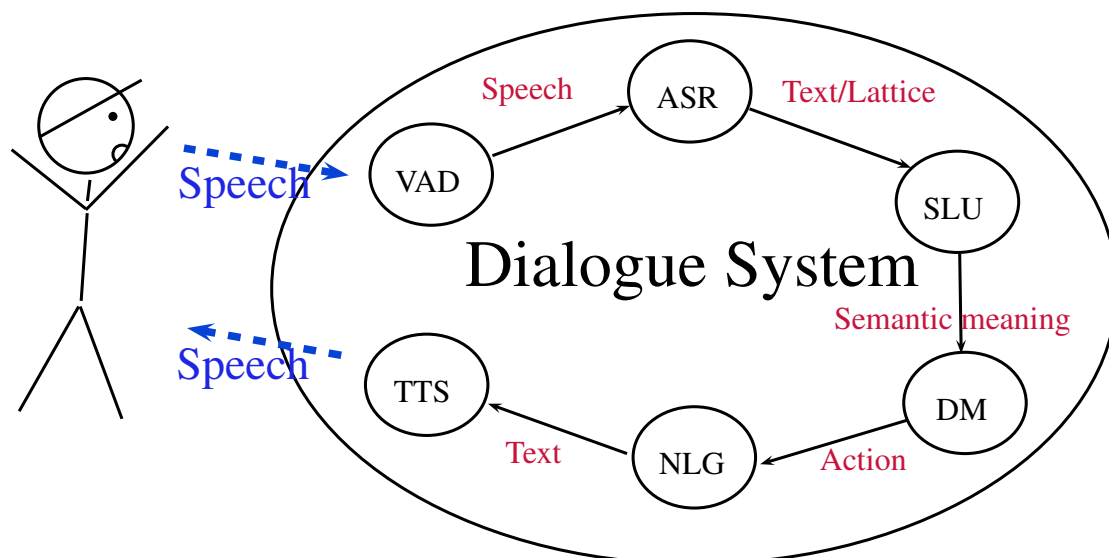 Speech
ASR
Text/Lattice
VAD
Speech
SLU
Dialogue System
Semantic meaning
Speech
TTS
DM
Text
NLG
Action